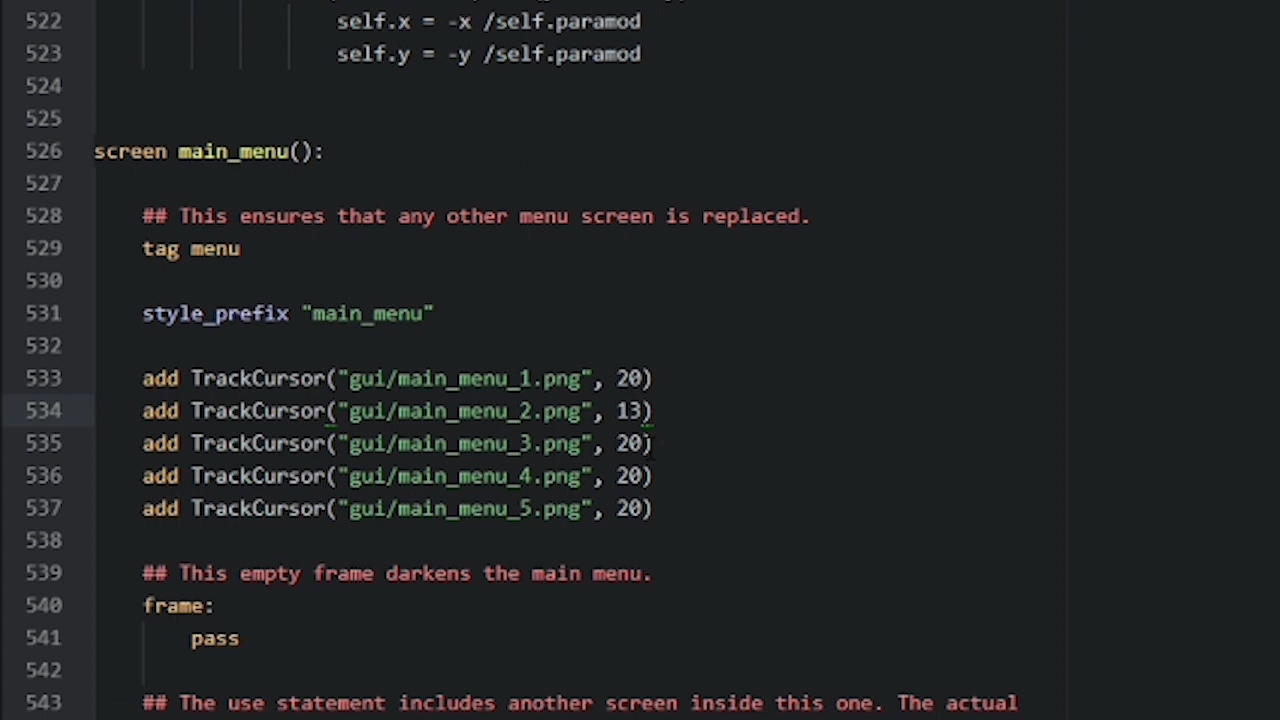 522 self.x = -x /self.paramod
523 self.y = -y /self.paramod
524
525
526 screen main_menu():
527
528 ## This ensures that any other menu screen is replaced.
529 tag menu
530
531 style_prefix "main_menu"
532
533 add TrackCursor("gui/main_menu_1.png", 20)
534 add TrackCursor("gui/main_menu_2.png", 13)
535 add TrackCursor("gui/main_menu_3.png", 20)
536 add TrackCursor("gui/main_menu_4.png", 20)
537 add TrackCursor("gui/main_menu_5.png", 20)
538
539 ## This empty frame darkens the main menu.
540 frame:
541 pass
542
543 ## The use statement includes another screen inside this one. The actual